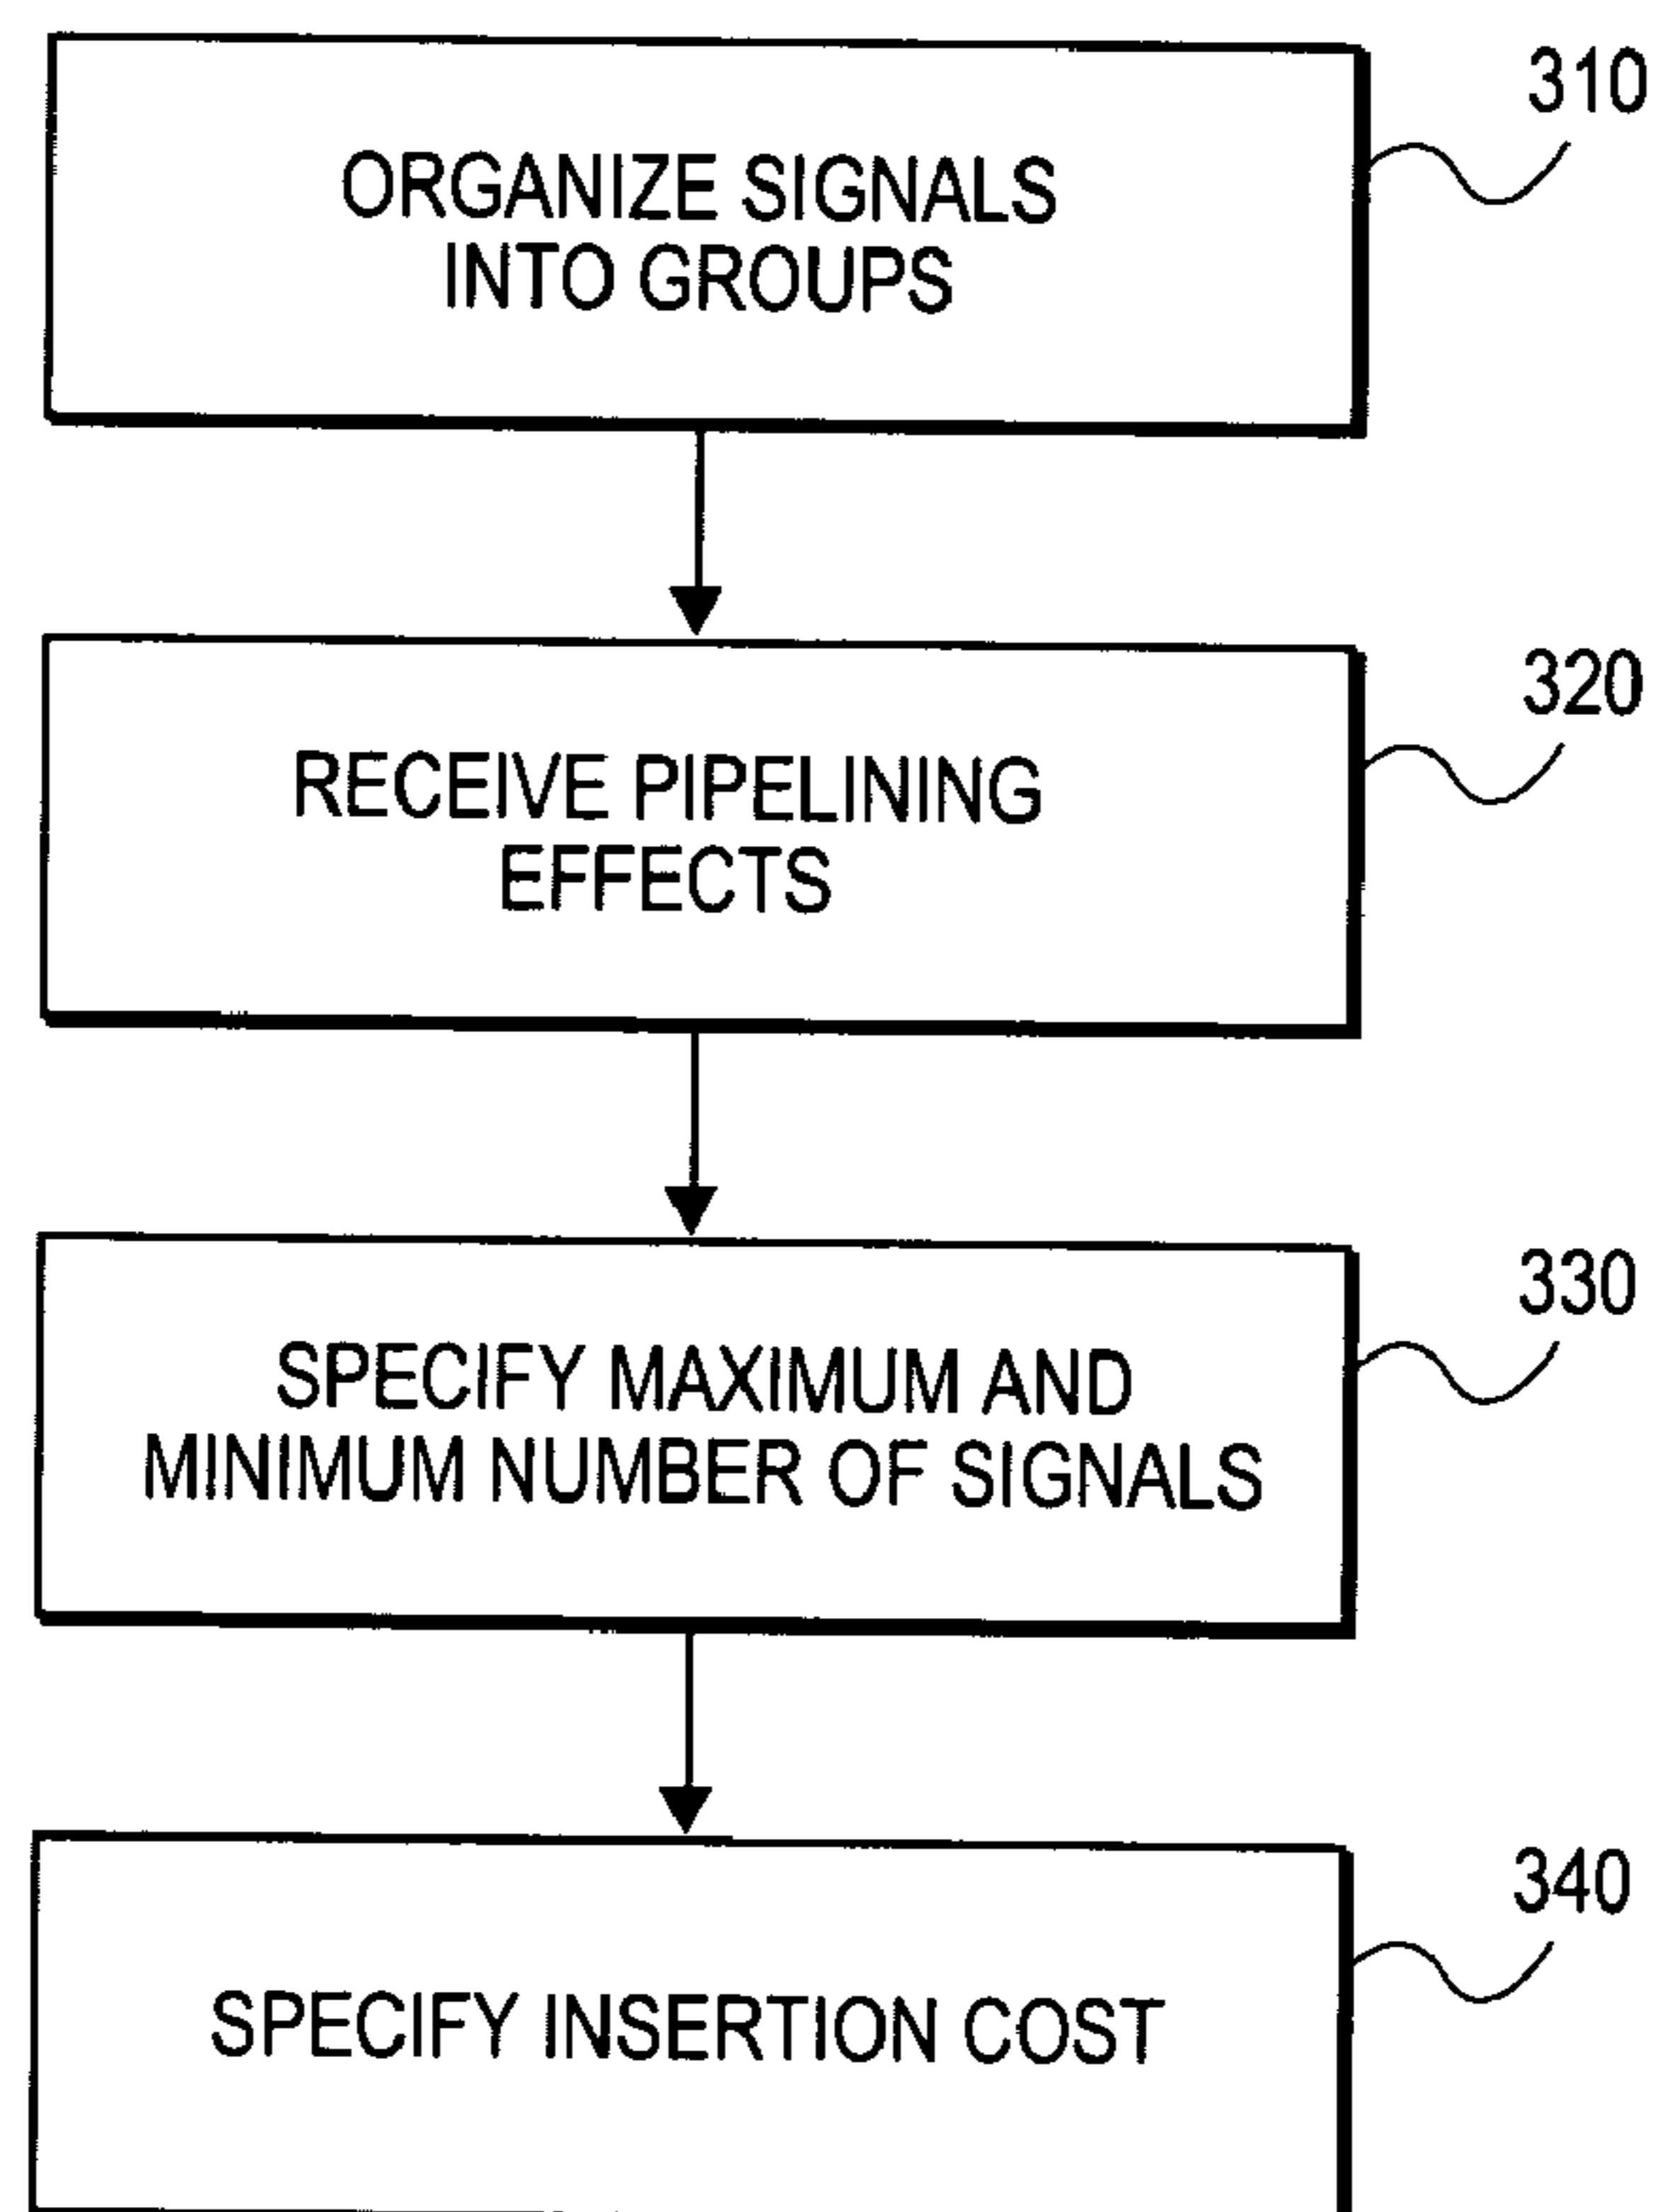 310
ORGANIZE SIGNALS
INTO GROUPS
320
RECEIVE PIPELINING
EFFECTS
330
SPECIFY MAXIMUM AND
MINIMUM NUMBER OF SIGNALS
340
SPECIFY INSERTION COST